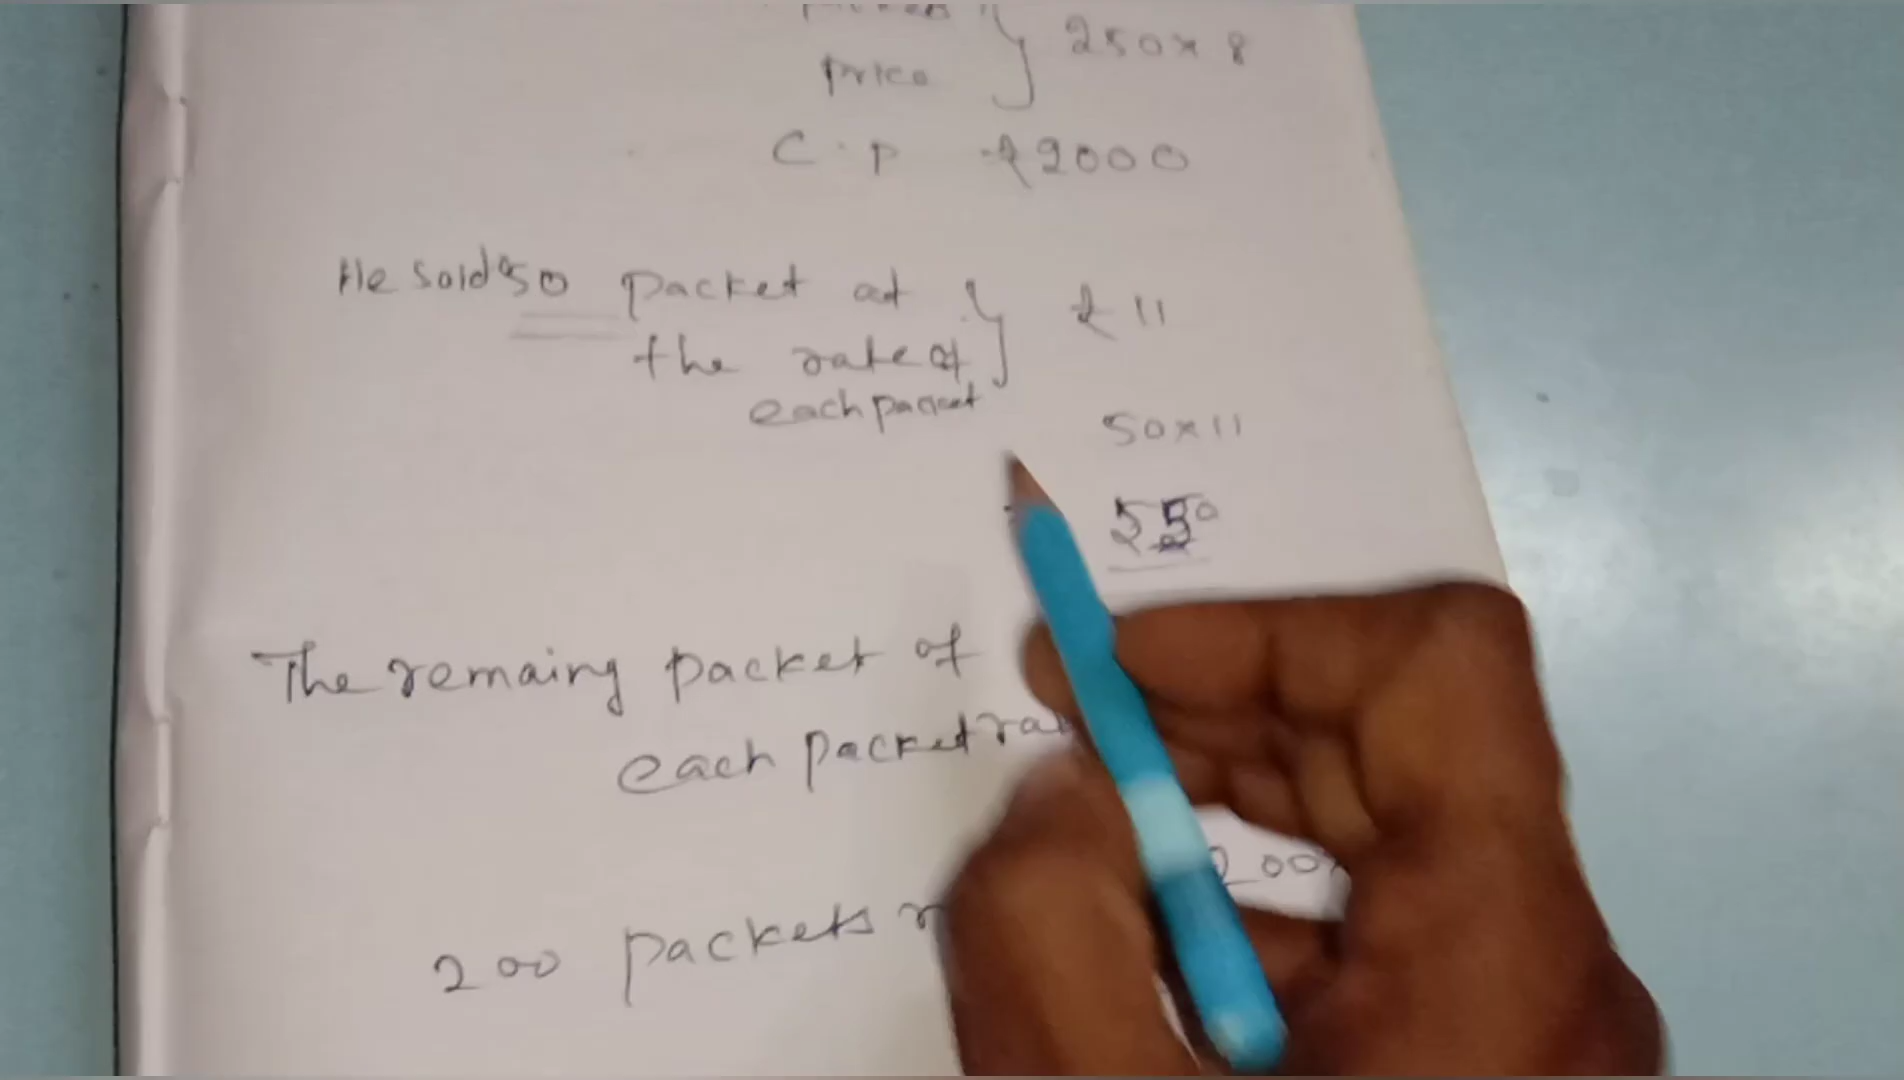 price } 250 x 8
C.P ₹2000
He sold 50 packet at } ₹ 11
the rate of
each packet
50 x 11
550
The remaing packet of
each packet
200
200 packets